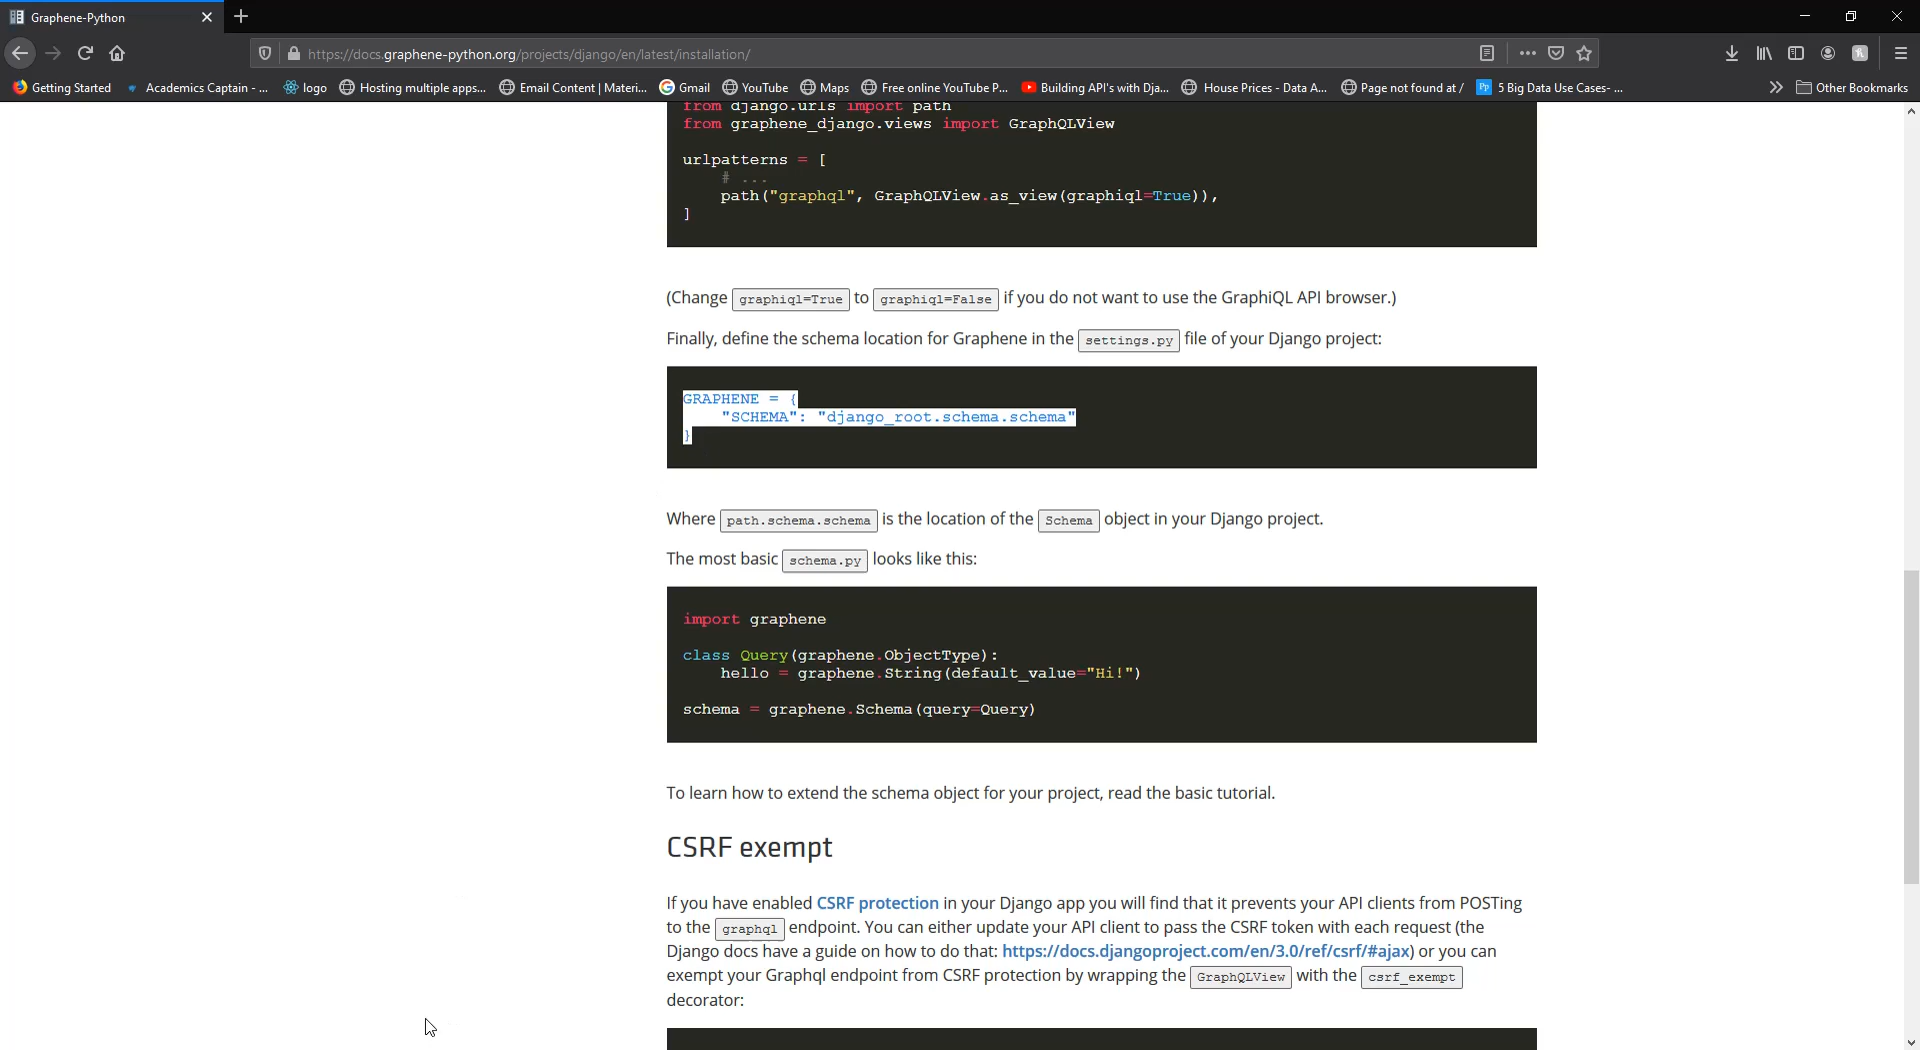 Graphene-Python
https://docs.graphene-python.org/projects/django/en/latest/installation/
Getting Started
Academics Captain - ...
logo
Hosting multiple apps...
Email Content | Materi...
Gmail
YouTube
Maps
Free online YouTube P...
Building API's with Dja...
House Prices - Data A...
Page not found at /
Pp 5 Big Data Use Cases- ...
Other Bookmarks
from django.urls import path
from graphene_django.views import GraphQLView
urlpatterns = [
# ...
path("graphql", GraphQLView.as_view(graphiql=True)),
]
(Change graphiql=True to graphiql=False if you do not want to use the GraphiQL API browser.)
Finally, define the schema location for Graphene in the settings.py file of your Django project:
GRAPHENE = {
"SCHEMA": "django_root.schema.schema"
}
Where path.schema.schema is the location of the Schema object in your Django project.
The most basic schema.py looks like this:
import graphene
class Query(graphene.ObjectType):
hello = graphene.String(default_value="Hi!")
schema = graphene.Schema(query=Query)
To learn how to extend the schema object for your project, read the basic tutorial.
CSRF exempt
If you have enabled CSRF protection in your Django app you will find that it prevents your API clients from POSTing
to the graphql endpoint. You can either update your API client to pass the CSRF token with each request (the
Django docs have a guide on how to do that: https://docs.djangoproject.com/en/3.0/ref/csrf/#ajax) or you can
exempt your Graphql endpoint from CSRF protection by wrapping the GraphQLView with the csrf_exempt
decorator: